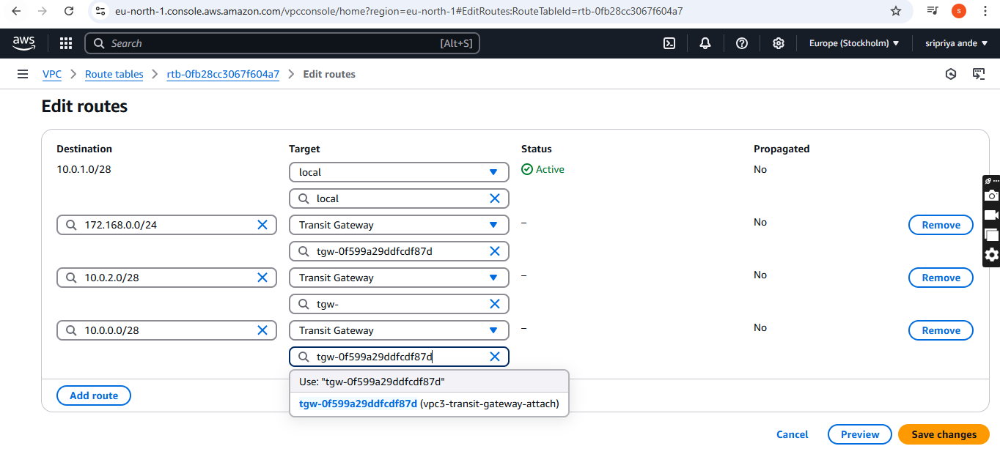 eu-north-1.console.aws.amazon.com/vpcconsole/home?region=eu-north-1#EditRoutes:RouteTableId=rtb-0fb28cc3067f604a7
S
aws
Search [Alt+S]
Europe (Stockholm)
sripriya ande
VPC > Route tables > rtb-0fb28cc3067f604a7 > Edit routes
Edit routes
Destination Target Status Propagated
10.0.1.0/28 local Active No
local
172.168.0.0/24 Transit Gateway – No Remove
tgw-0f599a29ddfcdf87d
10.0.2.0/28 Transit Gateway – No Remove
tgw-
10.0.0.0/28 Transit Gateway – No Remove
tgw-0f599a29ddfcdf87d
Use: "tgw-0f599a29ddfcdf87d"
Add route
tgw-0f599a29ddfcdf87d (vpc3-transit-gateway-attach)
Cancel Preview Save changes